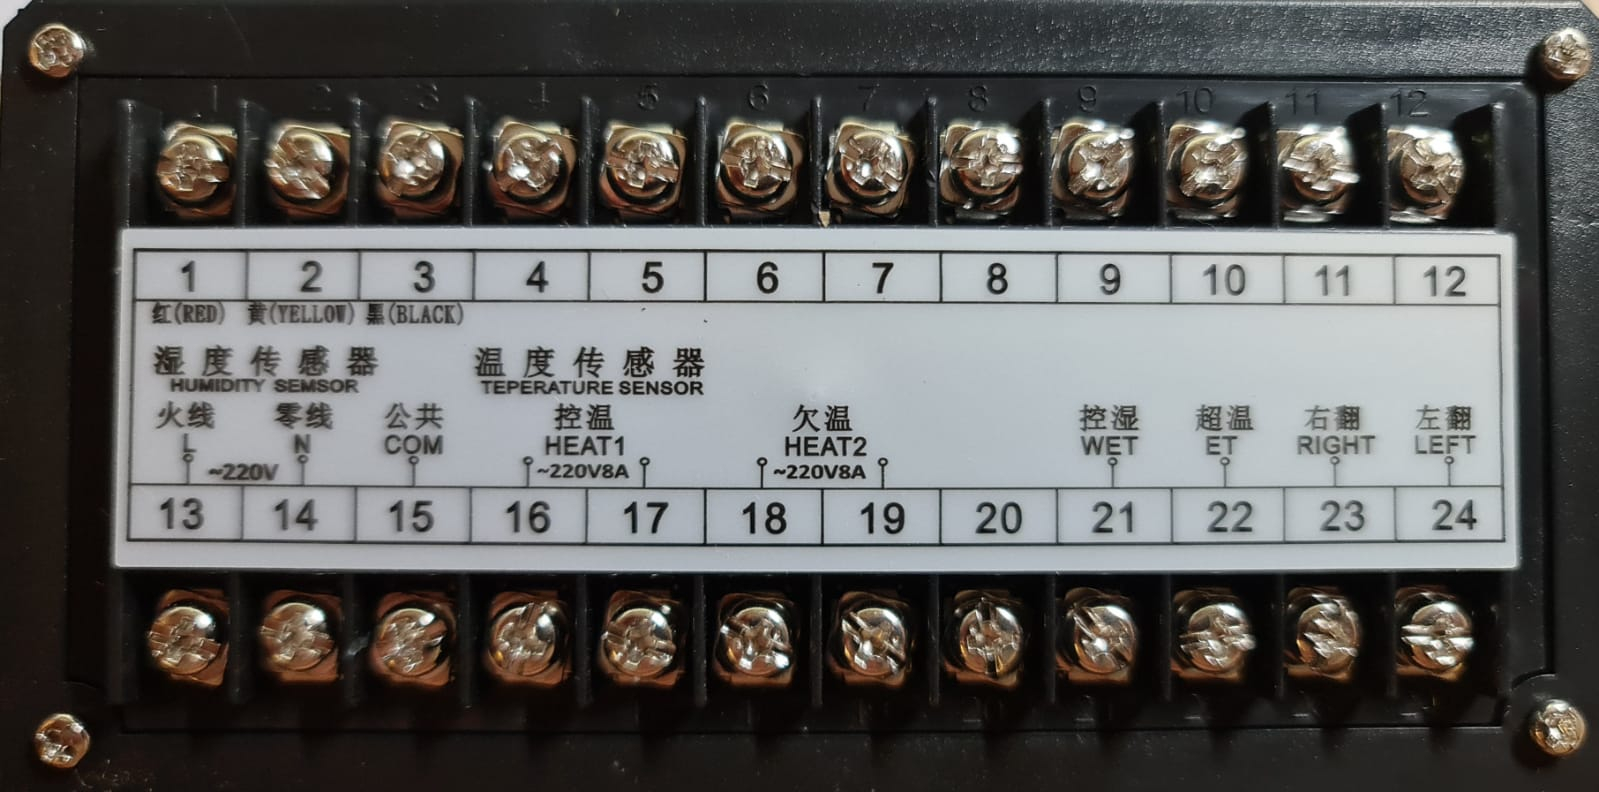 1 2 3 4 5 6 7 8 9 10 11 12
1 2 3 4 5 6 7 8 9 10 11 12
红(RED) 黄(YELLOW) 黑(BLACK)
湿度传感器 温度传感器
HUMIDITY SEMSOR TEPERATURE SENSOR
火线 零线 公共 控温 欠温 控湿 超温 右翻 左翻
L N COM HEAT1 HEAT2 WET ET RIGHT LEFT
~220V ~220V8A ~220V8A
13 14 15 16 17 18 19 20 21 22 23 24